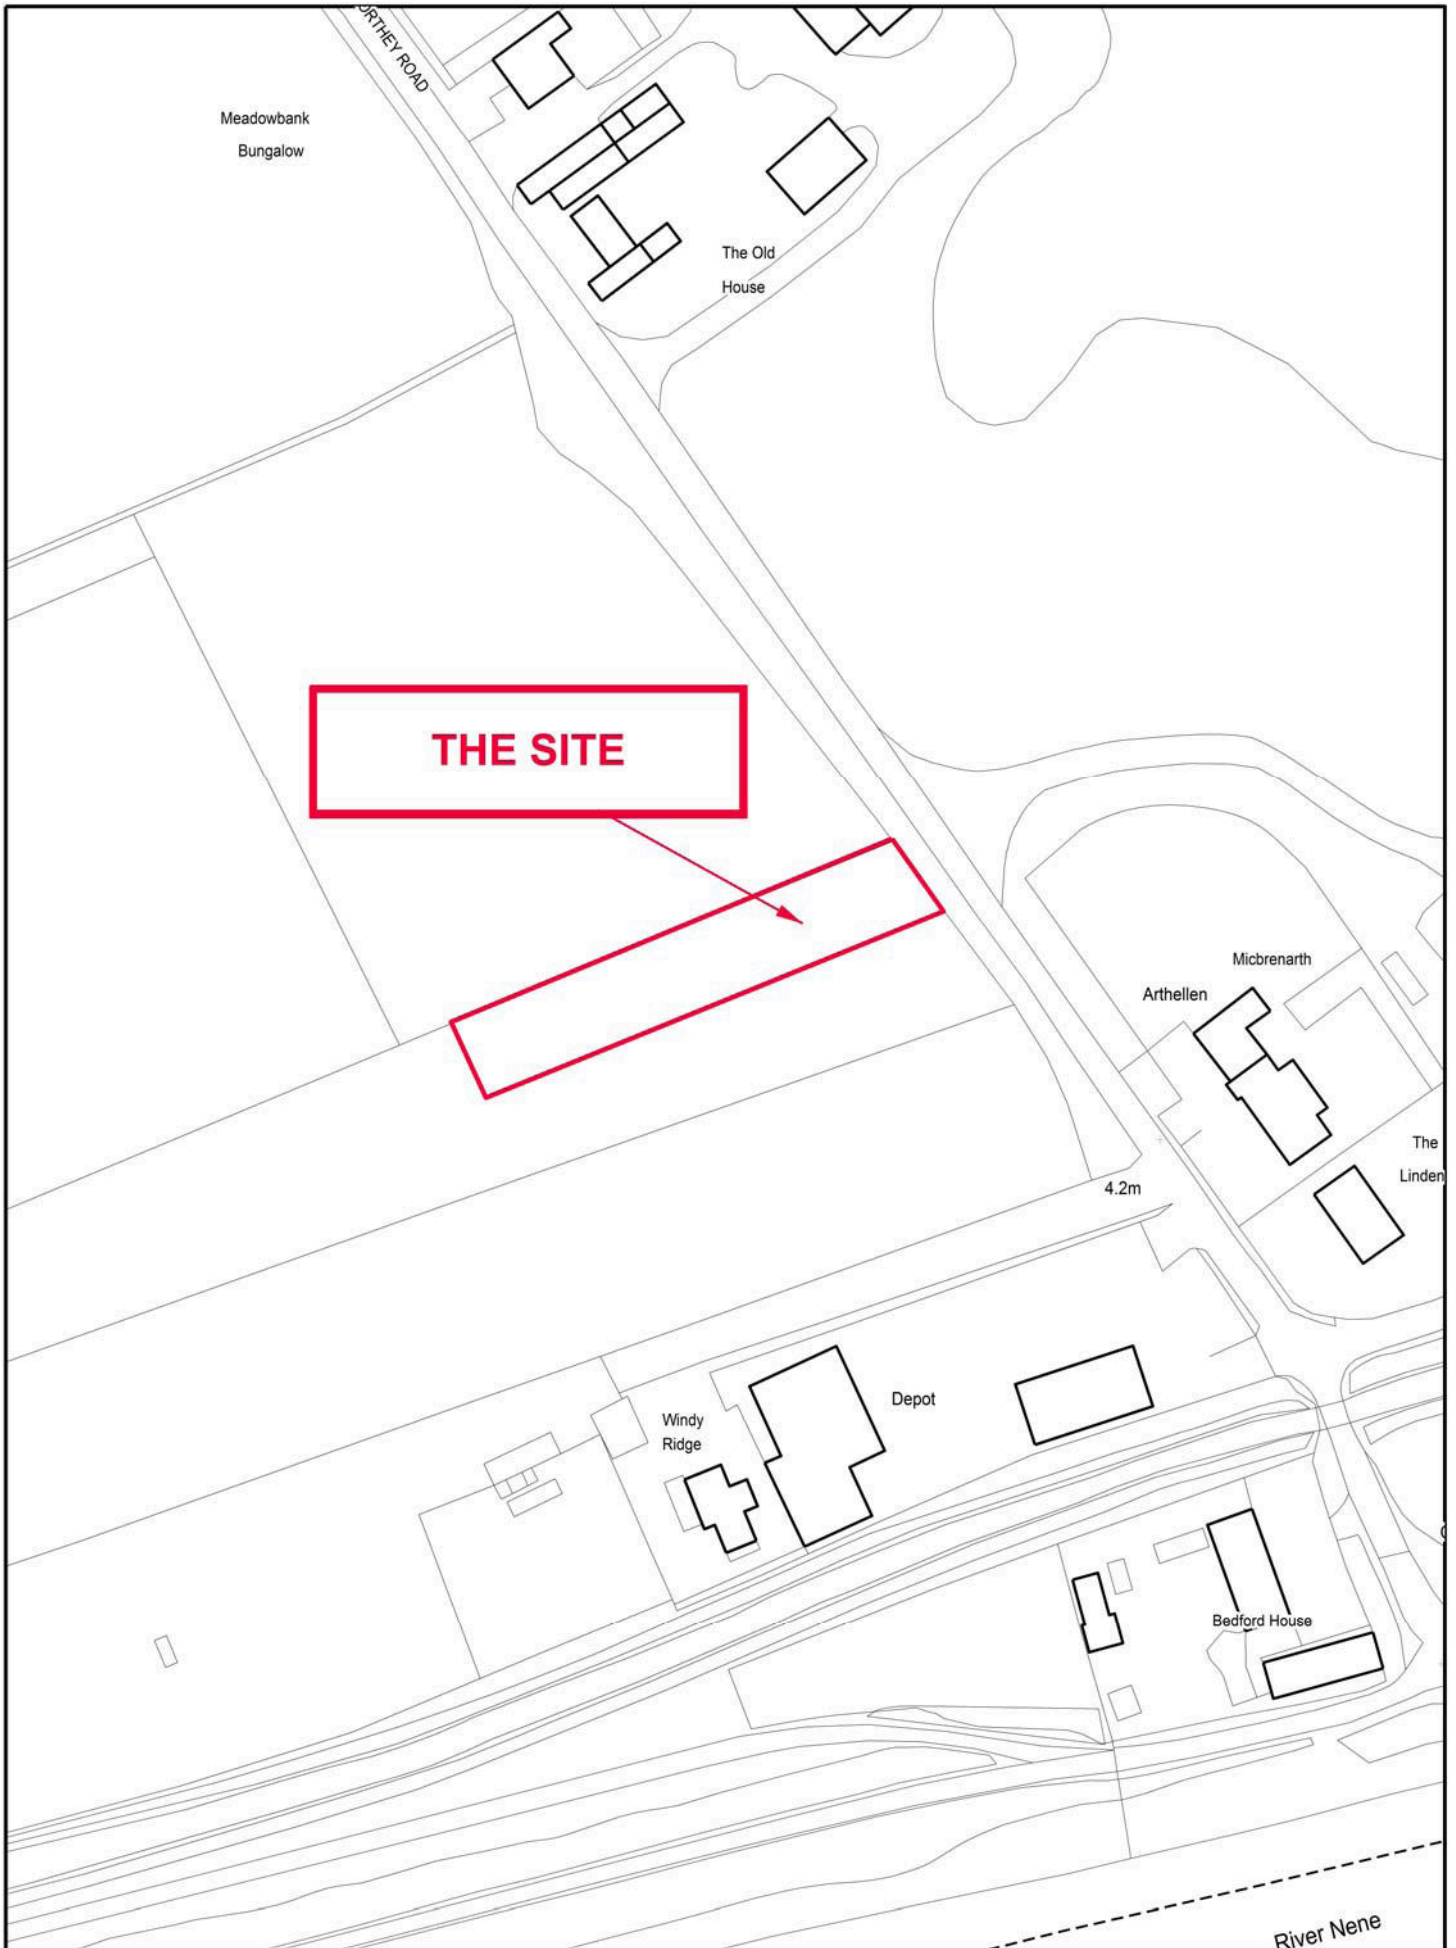 ORTHEY ROAD
Meadowbank
Bungalow
The Old
House
THE SITE
Micbrenarth
Arthellen
The
Linden
4.2m
Depot
Windy
Ridge
Bedford House
River Nene